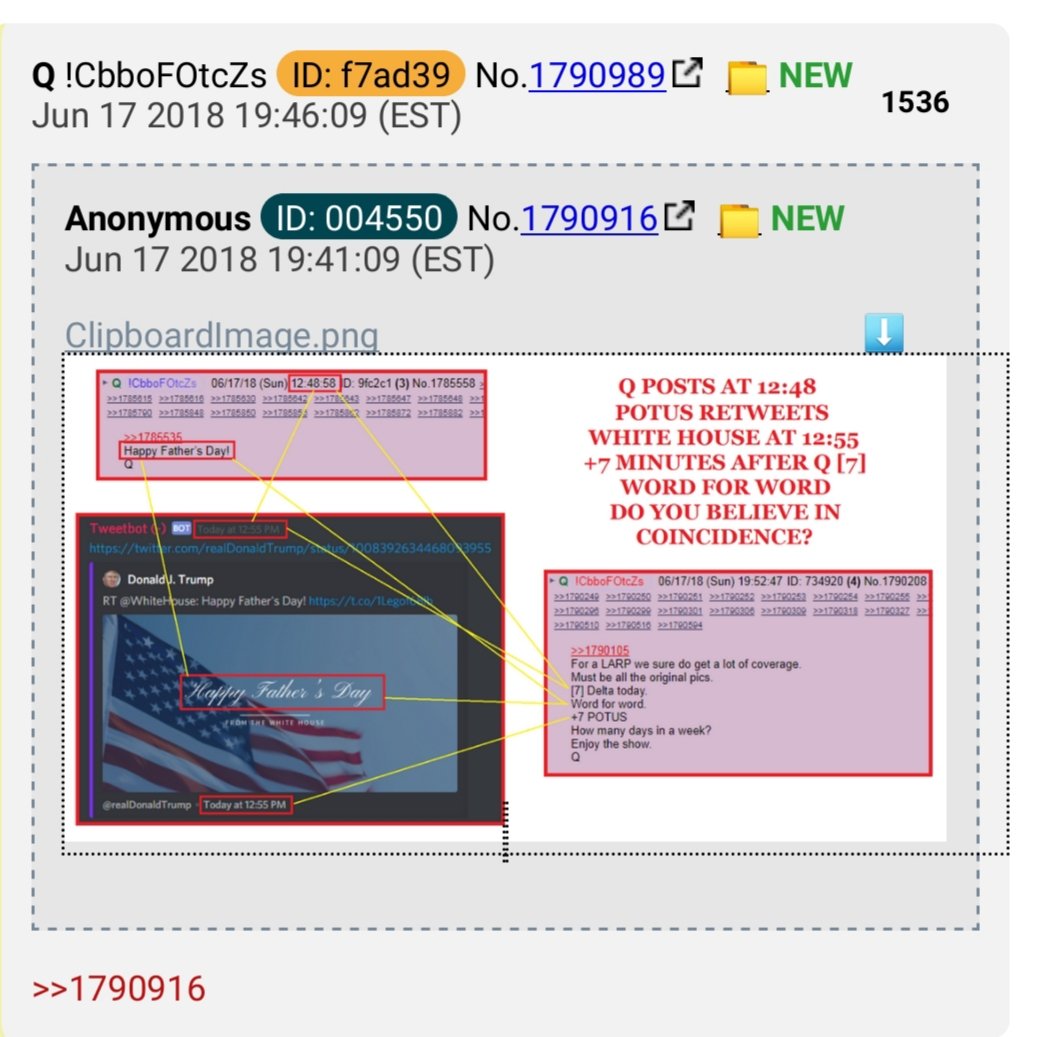 Q !CbboFOtcZs ID: f7ad39 No.1790989 NEW
Jun 17 2018 19:46:09 (EST)
1536
Anonymous ID: 004550 No.1790916 NEW
Jun 17 2018 19:41:09 (EST)
ClipboardImage.png
Q !CbboFOtcZs 06/17/18 (Sun) 12:48:58 ID: 9fc2c1 (3) No.1785558
>>1785615 >>1785616 >>1785630 >>1785642 >>1785643 >>1785647 >>1785648
>>1785790 >>1785848 >>1785850 >>1785872 >>1785882
>>1785535
Happy Father's Day!
Q
Q POSTS AT 12:48
POTUS RETWEETS
WHITE HOUSE AT 12:55
+7 MINUTES AFTER Q [7]
WORD FOR WORD
DO YOU BELIEVE IN
COINCIDENCE?
Tweetbot BOT Today at 12:55 PM
https://twitter.com/realDonaldTrump/status/
Donald J. Trump
RT @WhiteHouse: Happy Father's Day!
Happy Father's Day
FROM THE WHITE HOUSE
@realDonaldTrump - Today at 12:55 PM
Q !CbboFOtcZs 06/17/18 (Sun) 19:52:47 ID: 734920 (4) No.1790208
>>1790249 >>1790250 >>1790251 >>1790252 >>1790253 >>1790254 >>1790255
>>1790296 >>1790299 >>1790301 >>1790306 >>1790309 >>1790318 >>1790327
>>1790510 >>1790516 >>1790594
>>1790105
For a LARP we sure do get a lot of coverage.
Must be all the original pics.
[7] Delta today.
Word for word.
+7 POTUS
How many days in a week?
Enjoy the show.
Q
>>1790916